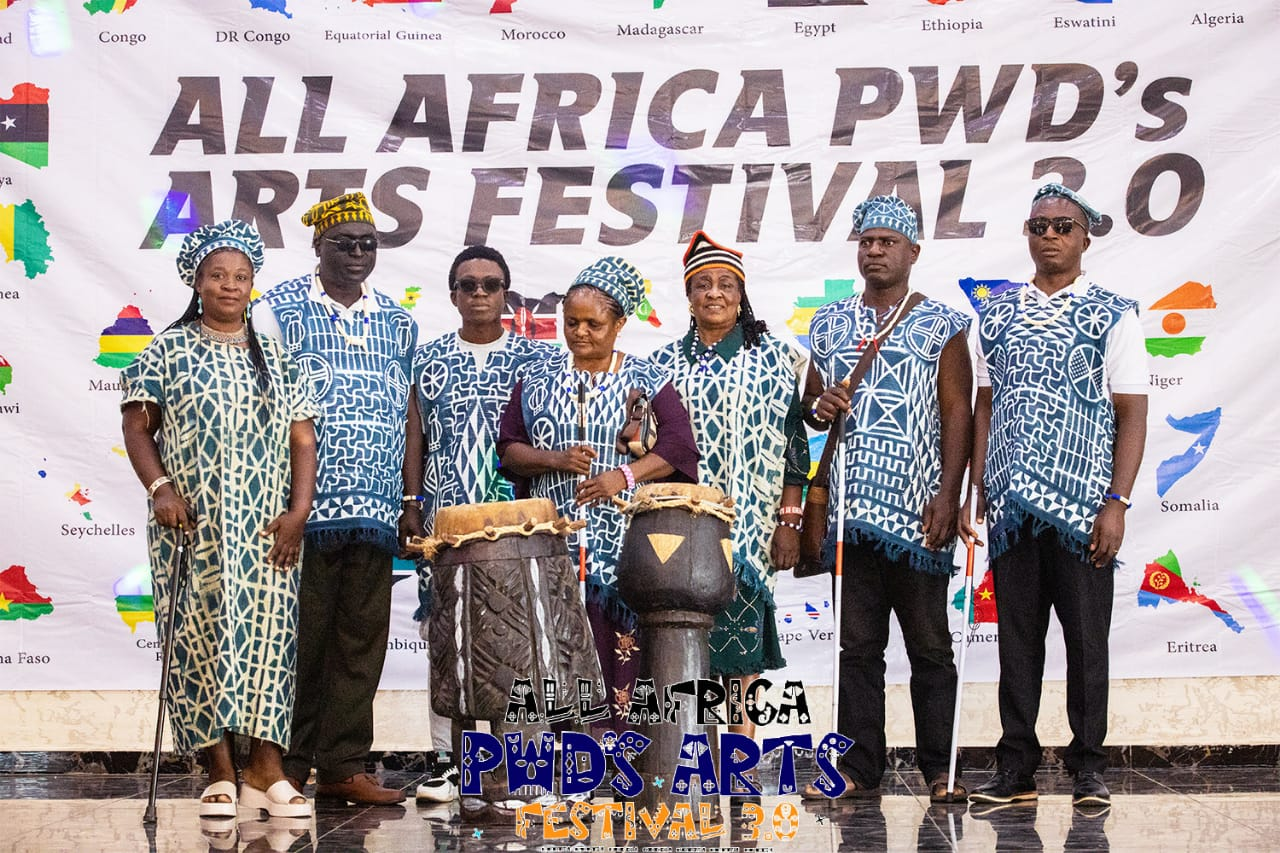 Congo
DR Congo
Equatorial Guinea
Morocco
Madagascar
Egypt
Ethiopia
Eswatini
Algeria
ALL AFRICA PWD's
ARTS FESTIVAL 3.0
Niger
Seychelles
Somalia
Eritrea
Faso
ALL AFRICA
PWDS ARTS
FESTIVAL 3.0